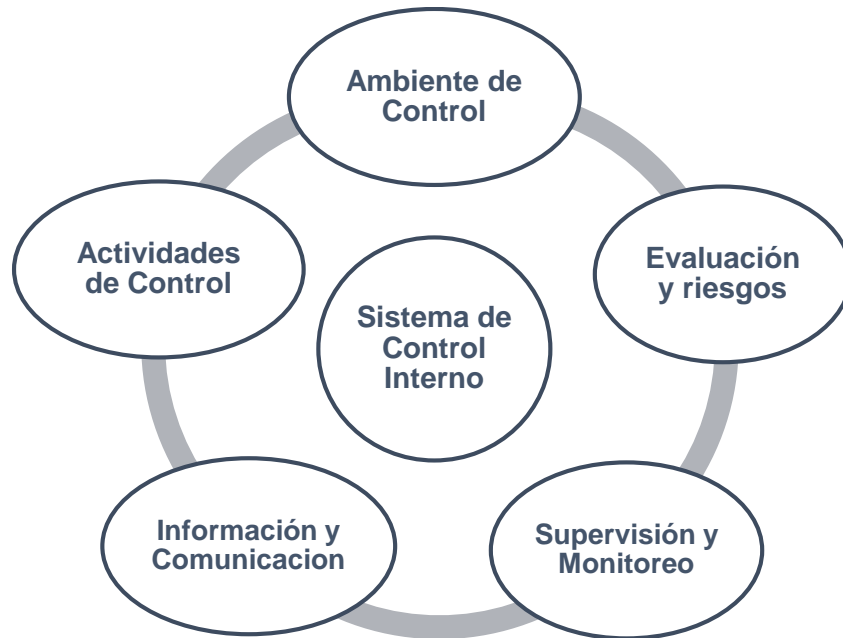 Ambiente de
Control
Evaluación
y riesgos
Supervisión y
Monitoreo
Información y
Comunicacion
Actividades
de Control
Sistema de
Control
Interno